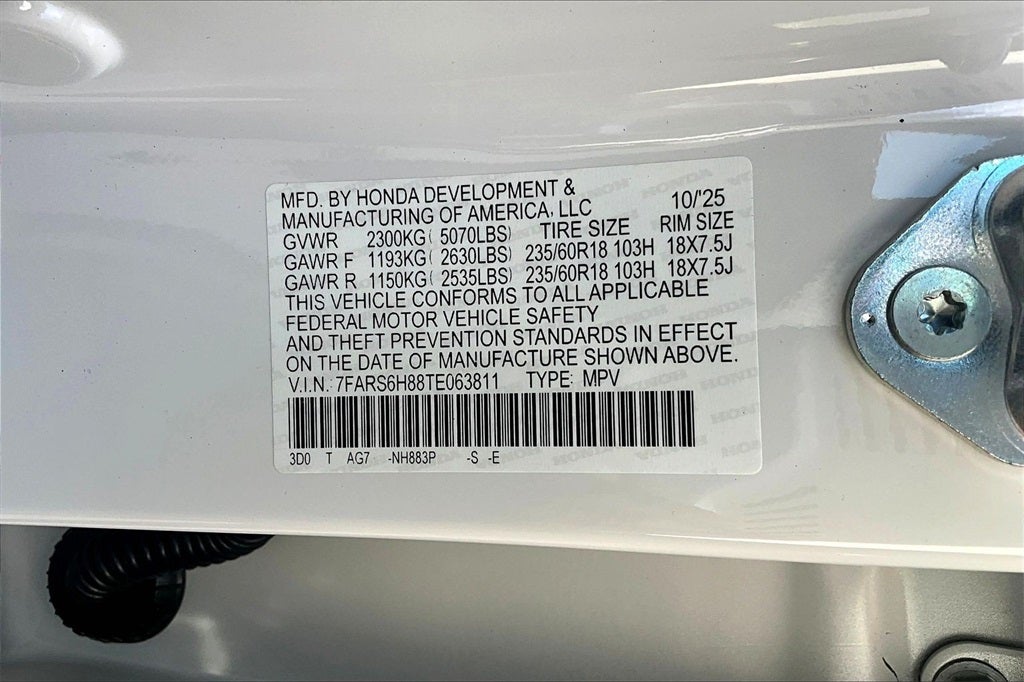 MFD. BY HONDA DEVELOPMENT & 10/'25
MANUFACTURING OF AMERICA, LLC
GVWR 2300KG( 5070LBS) TIRE SIZE RIM SIZE
GAWR F 1193KG( 2630LBS) 235/60R18 103H 18X7.5J
GAWR R 1150KG( 2535LBS) 235/60R18 103H 18X7.5J
THIS VEHICLE CONFORMS TO ALL APPLICABLE
FEDERAL MOTOR VEHICLE SAFETY
AND THEFT PREVENTION STANDARDS IN EFFECT
ON THE DATE OF MANUFACTURE SHOWN ABOVE.
V.I.N.: 7FARS6H88TE063811 TYPE: MPV
3D0 T AG7 -NH883P -S -E